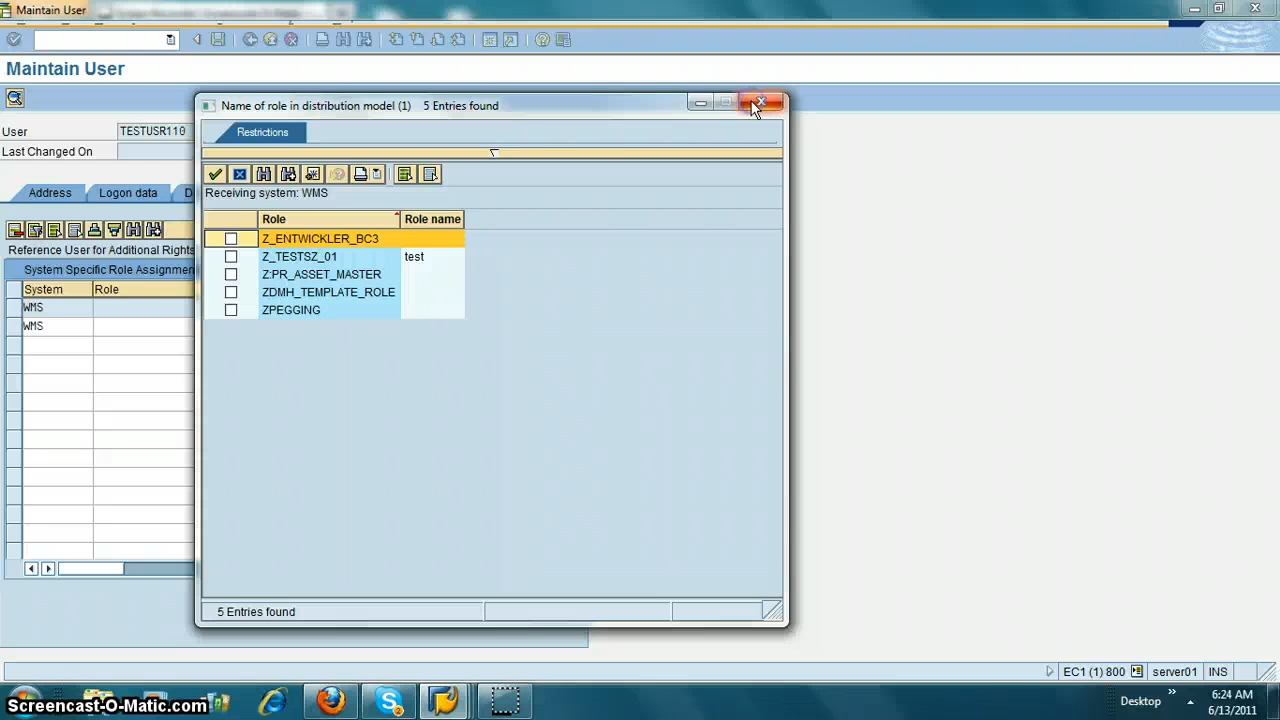 Maintain User
Maintain User
User
TESTUSR110
Last Changed On
Address
Logon data
D
Reference User for Additional Rights
System Specific Role Assignmen
System
Role
WMS
WMS
Name of role in distribution model (1) 5 Entries found
Restrictions
Receiving system: WMS
Role
Role name
Z_ENTWICKLER_BC3
Z_TESTSZ_01
test
Z:PR_ASSET_MASTER
ZDMH_TEMPLATE_ROLE
ZPEGGING
5 Entries found
EC1 (1) 800
server01
INS
Screencast-O-Matic.com
Desktop
6:24 AM
6/13/2011